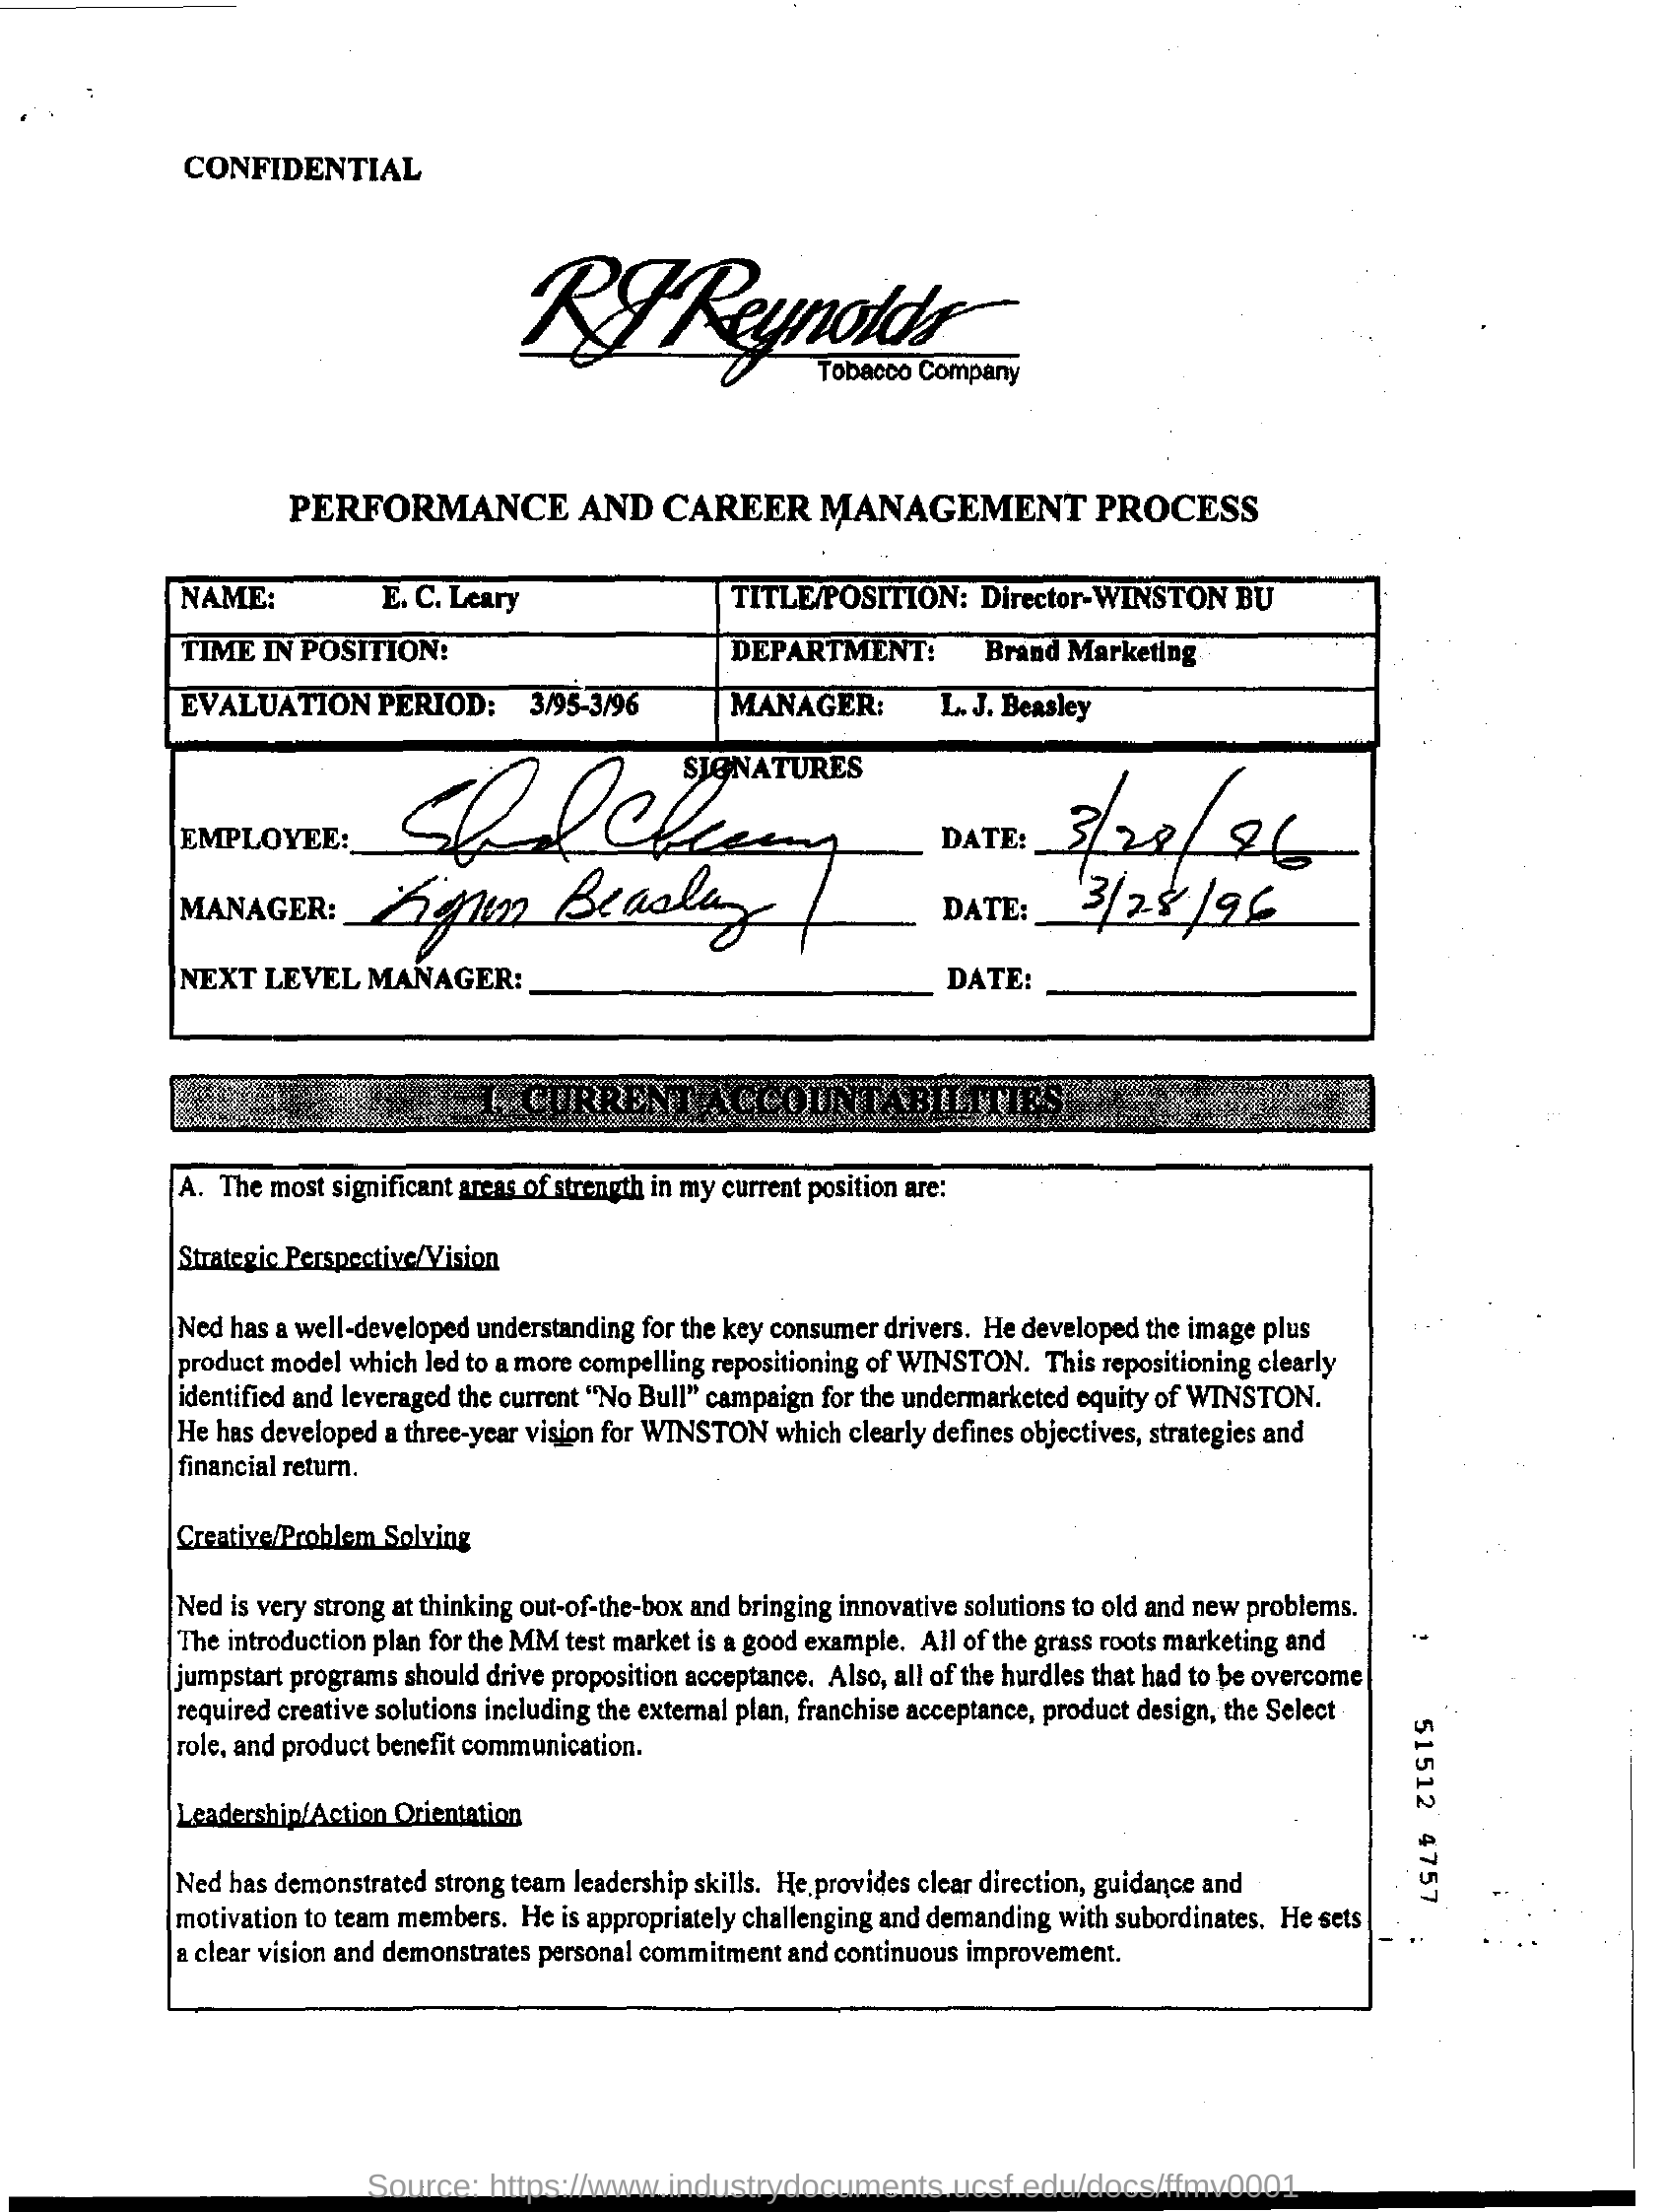 CONFIDENTIAL
RJReynolds
Tobacco Company
PERFORMANCE AND CAREER MANAGEMENT PROCESS
NAME: E. C. Leary TITLE/POSITION: Director-WINSTON BU
TIME IN POSITION: DEPARTMENT: Brand Marketing
EVALUATION PERIOD: 3/95-3/96 MANAGER: L. J. Beasley
SIGNATURES
EMPLOYEE: DATE: 3/28/96
MANAGER: Beasley DATE: 3/28/96
NEXT LEVEL MANAGER: DATE:
I. CURRENT ACCOUNTABILITIES
A. The most significant areas of strength in my current position are:
Strategic Perspective/Vision
Ned has a well-developed understanding for the key consumer drivers. He developed the image plus
product model which led to a more compelling repositioning of WINSTON. This repositioning clearly
identified and leveraged the current “No Bull” campaign for the undermarketed equity of WINSTON.
He has developed a three-year vision for WINSTON which clearly defines objectives, strategies and
financial return.
Creative/Problem Solving
Ned is very strong at thinking out-of-the-box and bringing innovative solutions to old and new problems.
The introduction plan for the MM test market is a good example. All of the grass roots marketing and
jumpstart programs should drive proposition acceptance. Also, all of the hurdles that had to be overcome
required creative solutions including the external plan, franchise acceptance, product design, the Select
role, and product benefit communication.
Leadership/Action Orientation
Ned has demonstrated strong team leadership skills. He provides clear direction, guidance and
motivation to team members. He is appropriately challenging and demanding with subordinates. He sets
a clear vision and demonstrates personal commitment and continuous improvement.
51512 4757
Source: https://www.industrydocuments.ucsf.edu/docs/ffmv0001